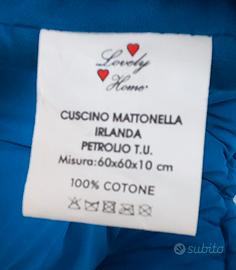 Lovely
Home
CUSCINO MATTONELLA
IRLANDA
PETROLIO T.U.
Misura:60x60x10 cm
100% COTONE
subito